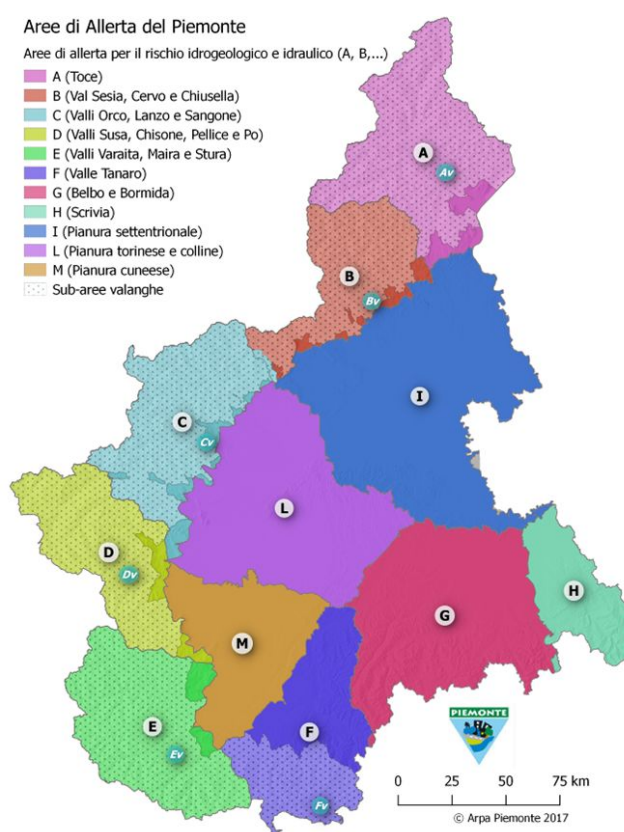 Aree di Allerta del Piemonte
Aree di allerta per il rischio idrogeologico e idraulico (A, B,...)
A (Toce)
B (Val Sesia, Cervo e Chiusella)
C (Valli Orco, Lanzo e Sangone)
D (Valli Susa, Chisone, Pellice e Po)
E (Valli Varaita, Maira e Stura)
F (Valle Tanaro)
G (Belbo e Bormida)
H (Scrivia)
I (Pianura settentrionale)
L (Pianura torinese e colline)
M (Pianura cuneese)
Sub-aree valanghe
A
Av
B
Bv
I
C
Cv
L
D
Dv
H
G
M
E
Ev
F
Fv
PIEMONTE
0 25 50 75 km
© Arpa Piemonte 2017